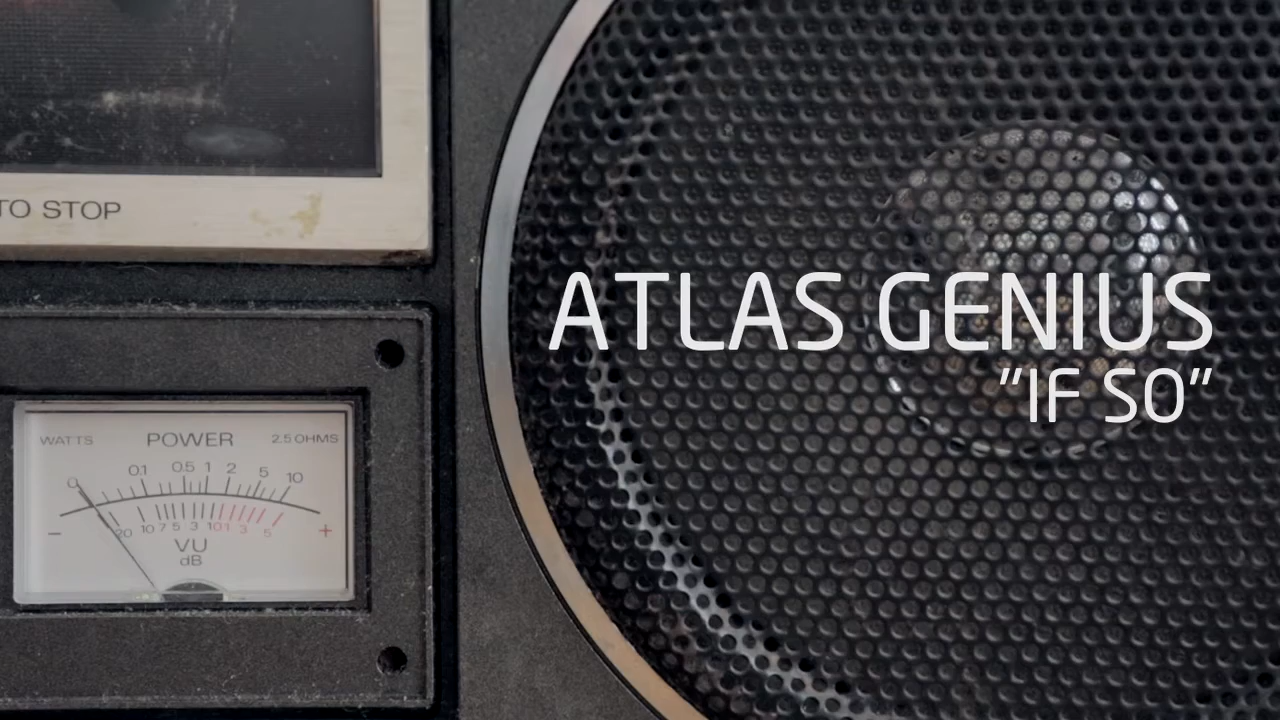 TO STOP
ATLAS GENIUS
"IF SO"
WATTS POWER 2.5 OHMS
0 0.1 0.5 1 2 5 10
− 20 10 7 5 3 1 0 1 3 5 +
VU
dB